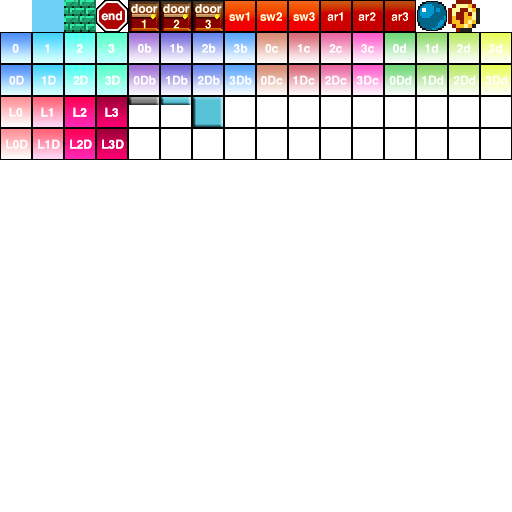 end door 1 door 2 door 3 sw1 sw2 sw3 ar1 ar2 ar3
0 1 2 3 0b 1b 2b 3b 0c 1c 2c 3c 0d 1d 2d 3d
0D 1D 2D 3D 0Db 1Db 2Db 3Db 0Dc 1Dc 2Dc 3Dc 0Dd 1Dd 2Dd 3Dd
L0 L1 L2 L3
L0D L1D L2D L3D